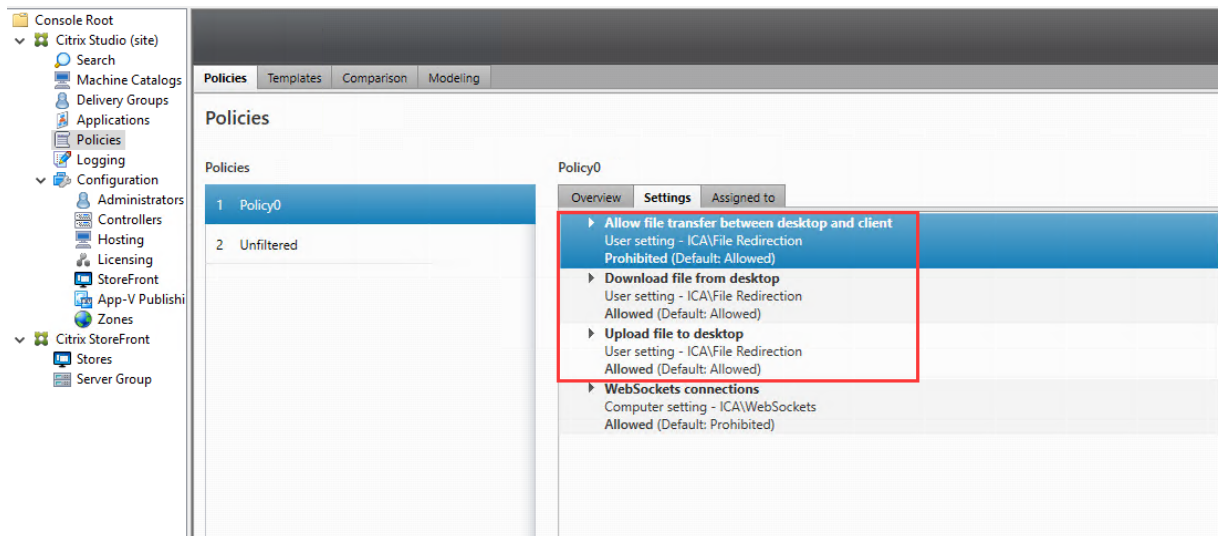 Console Root
Citrix Studio (site)
Search
Machine Catalogs
Delivery Groups
Applications
Policies
Logging
Configuration
Administrators
Controllers
Hosting
Licensing
StoreFront
App-V Publishi
Zones
Citrix StoreFront
Stores
Server Group
Policies Templates Comparison Modeling
Policies
Policies
1 Policy0
2 Unfiltered
Policy0
Overview Settings Assigned to
Allow file transfer between desktop and client
User setting - ICA\File Redirection
Prohibited (Default: Allowed)
Download file from desktop
User setting - ICA\File Redirection
Allowed (Default: Allowed)
Upload file to desktop
User setting - ICA\File Redirection
Allowed (Default: Allowed)
WebSockets connections
Computer setting - ICA\WebSockets
Allowed (Default: Prohibited)